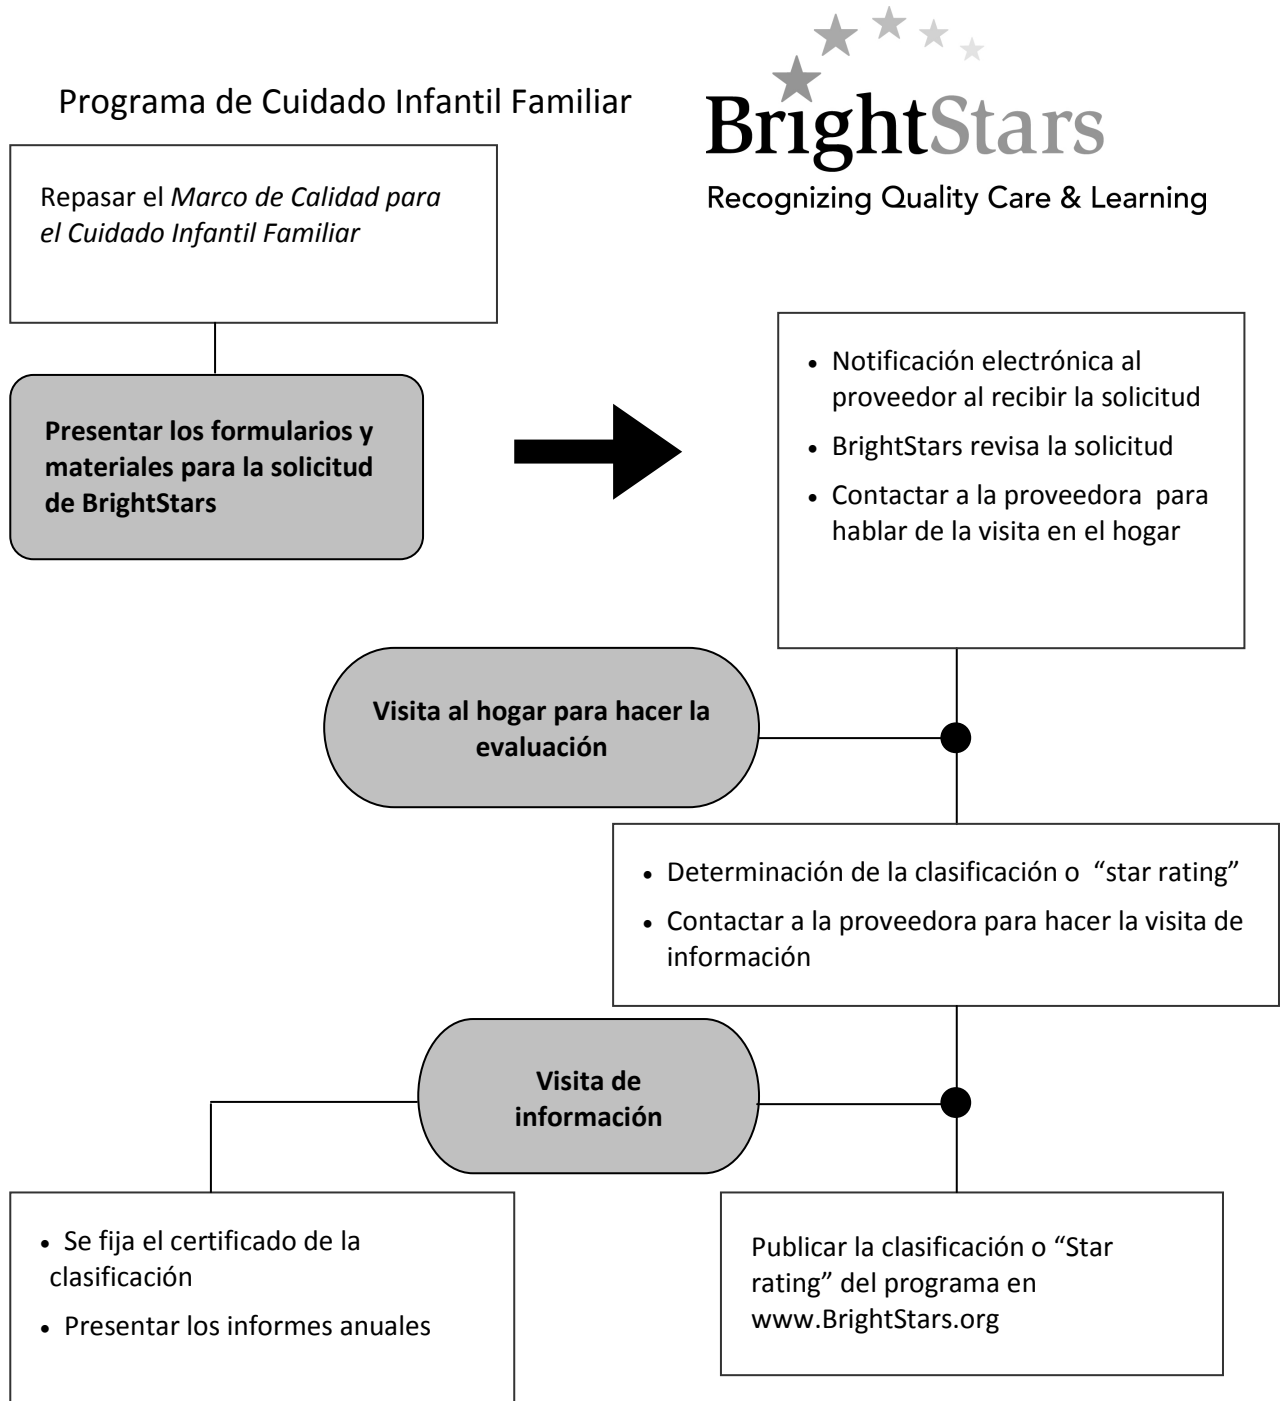 Programa de Cuidado Infantil Familiar
BrightStars
Recognizing Quality Care & Learning
Repasar el Marco de Calidad para
el Cuidado Infantil Familiar
Presentar los formularios y
materiales para la solicitud
de BrightStars
• Notificación electrónica al
proveedor al recibir la solicitud
• BrightStars revisa la solicitud
• Contactar a la proveedora  para
hablar de la visita en el hogar
Visita al hogar para hacer la
evaluación
• Determinación de la clasificación o  “star rating”
• Contactar a la proveedora para hacer la visita de
información
Visita de
información
• Se fija el certificado de la
clasificación
• Presentar los informes anuales
Publicar la clasificación o “Star
rating” del programa en
www.BrightStars.org